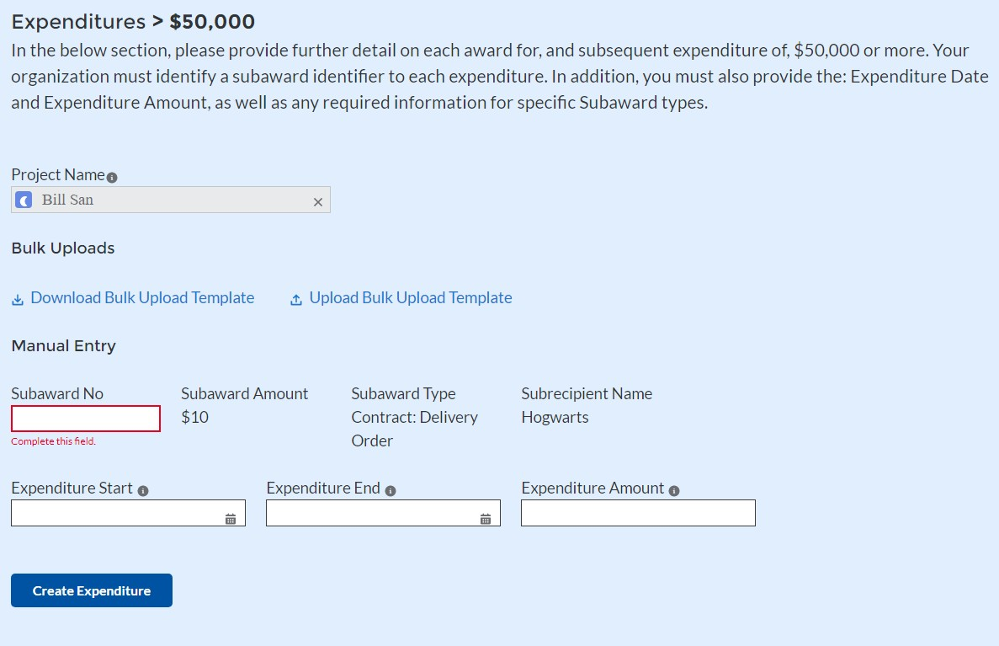 Expenditures > $50,000
In the below section, please provide further detail on each award for, and subsequent expenditure of, $50,000 or more. Your
organization must identify a subaward identifier to each expenditure. In addition, you must also provide the: Expenditure Date
and Expenditure Amount, as well as any required information for specific Subaward types.
Project Name
Bill San
Bulk Uploads
Download Bulk Upload Template Upload Bulk Upload Template
Manual Entry
Subaward No Subaward Amount Subaward Type Subrecipient Name
$10 Contract: Delivery Hogwarts
Complete this field. Order
Expenditure Start Expenditure End Expenditure Amount
Create Expenditure